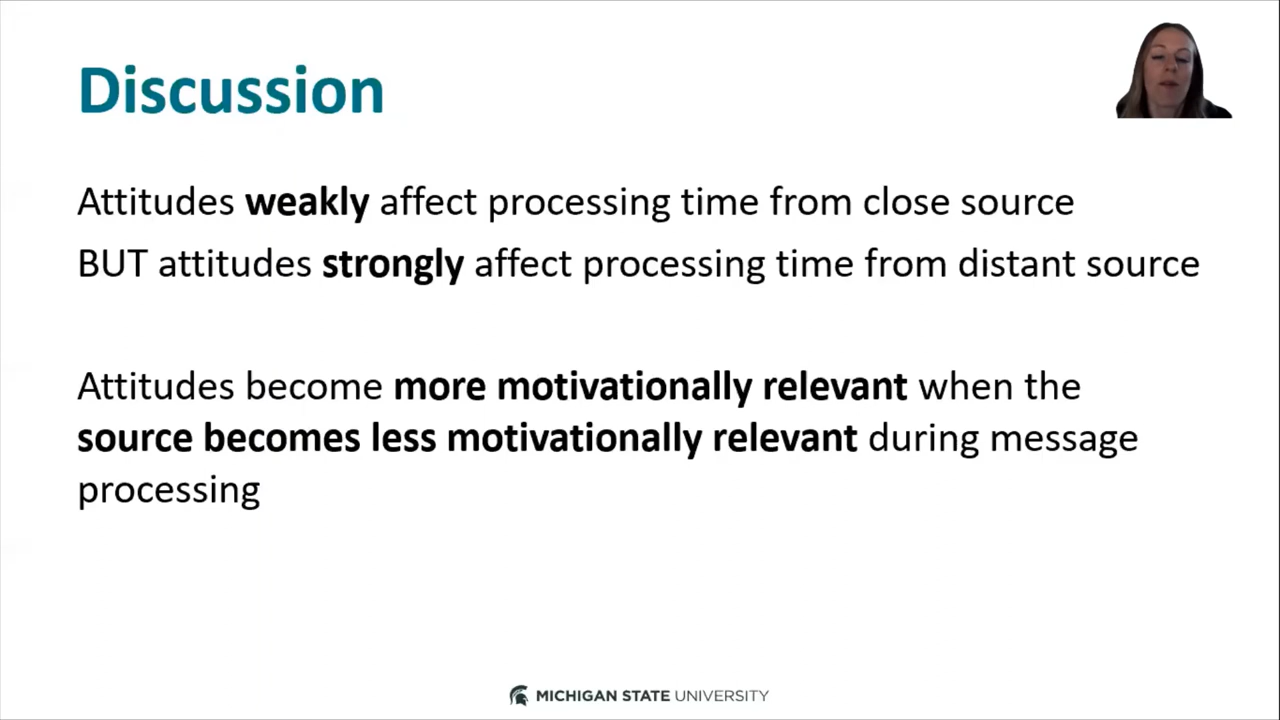 Discussion
Attitudes weakly affect processing time from close source
BUT attitudes strongly affect processing time from distant source
Attitudes become more motivationally relevant when the
source becomes less motivationally relevant during message
processing
MICHIGAN STATE UNIVERSITY